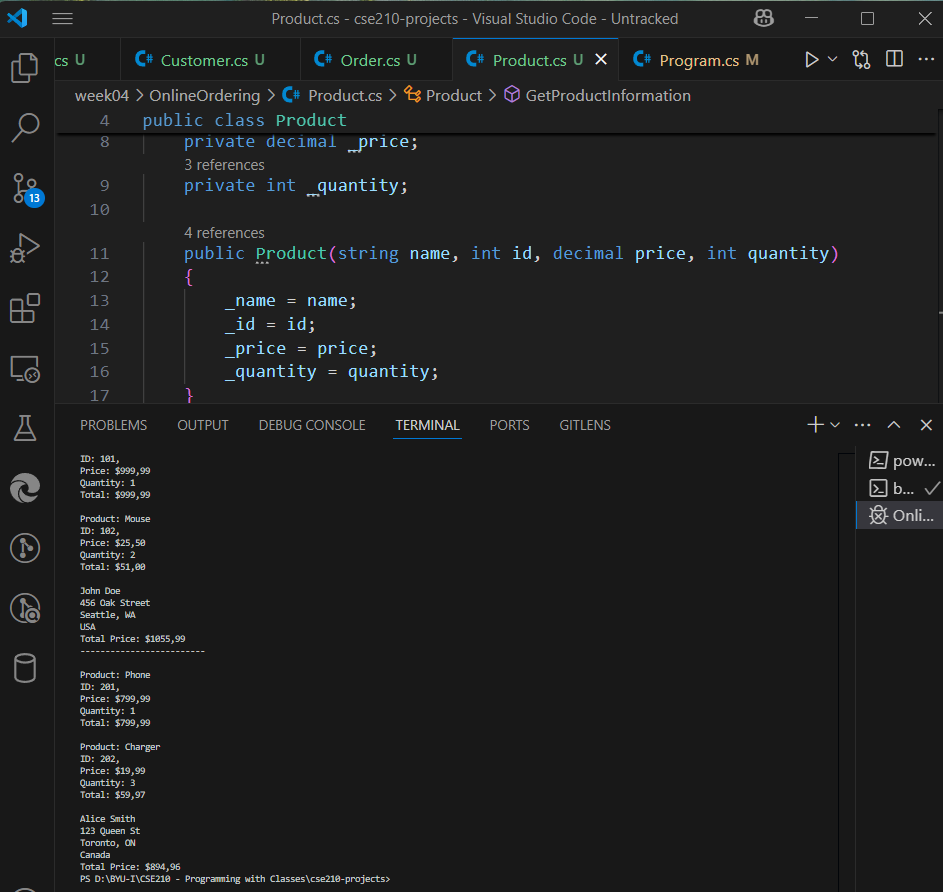 Product.cs - cse210-projects - Visual Studio Code - Untracked
cs U
Customer.cs U
Order.cs U
Product.cs U
Program.cs M
week04 > OnlineOrdering > Product.cs > Product > GetProductInformation
4 public class Product
8 private decimal _price;
3 references
9 private int _quantity;
10
4 references
11 public Product(string name, int id, decimal price, int quantity)
12 {
13 _name = name;
14 _id = id;
15 _price = price;
16 _quantity = quantity;
17 }
13
PROBLEMS OUTPUT DEBUG CONSOLE TERMINAL PORTS GITLENS
ID: 101,
Price: $999,99
Quantity: 1
Total: $999,99
Product: Mouse
ID: 102,
Price: $25,50
Quantity: 2
Total: $51,00
John Doe
456 Oak Street
Seattle, WA
USA
Total Price: $1055,99
-------------------------
Product: Phone
ID: 201,
Price: $799,99
Quantity: 1
Total: $799,99
Product: Charger
ID: 202,
Price: $19,99
Quantity: 3
Total: $59,97
Alice Smith
123 Queen St
Toronto, ON
Canada
Total Price: $894,96
PS D:\BYU-I\CSE210 - Programming with Classes\cse210-projects>
pow...
b...
Onli...